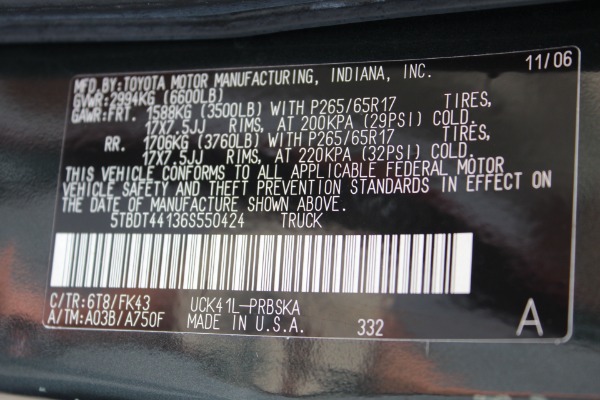 11/06
MFD.BY:TOYOTA MOTOR MANUFACTURING, INDIANA, INC.
GVWR:2994KG (6600LB)
GAWR:FRT. 1588KG (3500LB) WITH P265/65R17 TIRES,
17X7.5JJ RIMS, AT 200KPA (29PSI) COLD.
RR. 1706KG (3760LB) WITH P265/65R17 TIRES,
17X7.5JJ RIMS, AT 220KPA (32PSI) COLD.
THIS VEHICLE CONFORMS TO ALL APPLICABLE FEDERAL MOTOR
VEHICLE SAFETY AND THEFT PREVENTION STANDARDS IN EFFECT ON
THE DATE OF MANUFACTURE SHOWN ABOVE.
5TBDT44136S550424 TRUCK
C/TR:6T8/FK43 UCK41L-PRBSKA
A/TM:A03B/A750F MADE IN U.S.A. 332 A